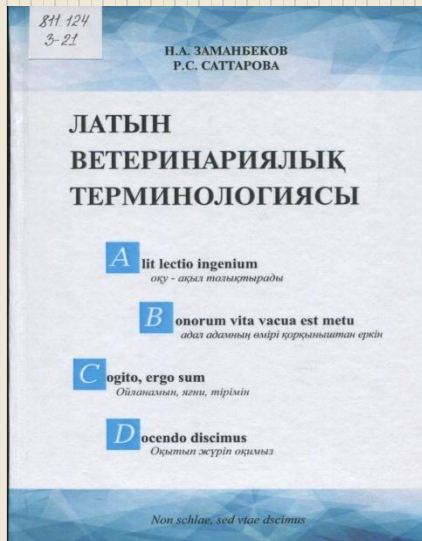 811.124
З-21
Н.А. ЗАМАНБЕКОВ
Р.С. САТТАРОВА
ЛАТЫН
ВЕТЕРИНАРИЯЛЫҚ
ТЕРМИНОЛОГИЯСЫ
Alit lectio ingenium
оқу - ақыл толықтырады
Bonorum vita vacua est metu
адал адамның өмірі қорқыныштан еркін
Cogito, ergo sum
Ойланамын, яғни, тірімін
Docendo discimus
Оқытып жүріп оқимыз
Non schlae, sed vtae dscimus